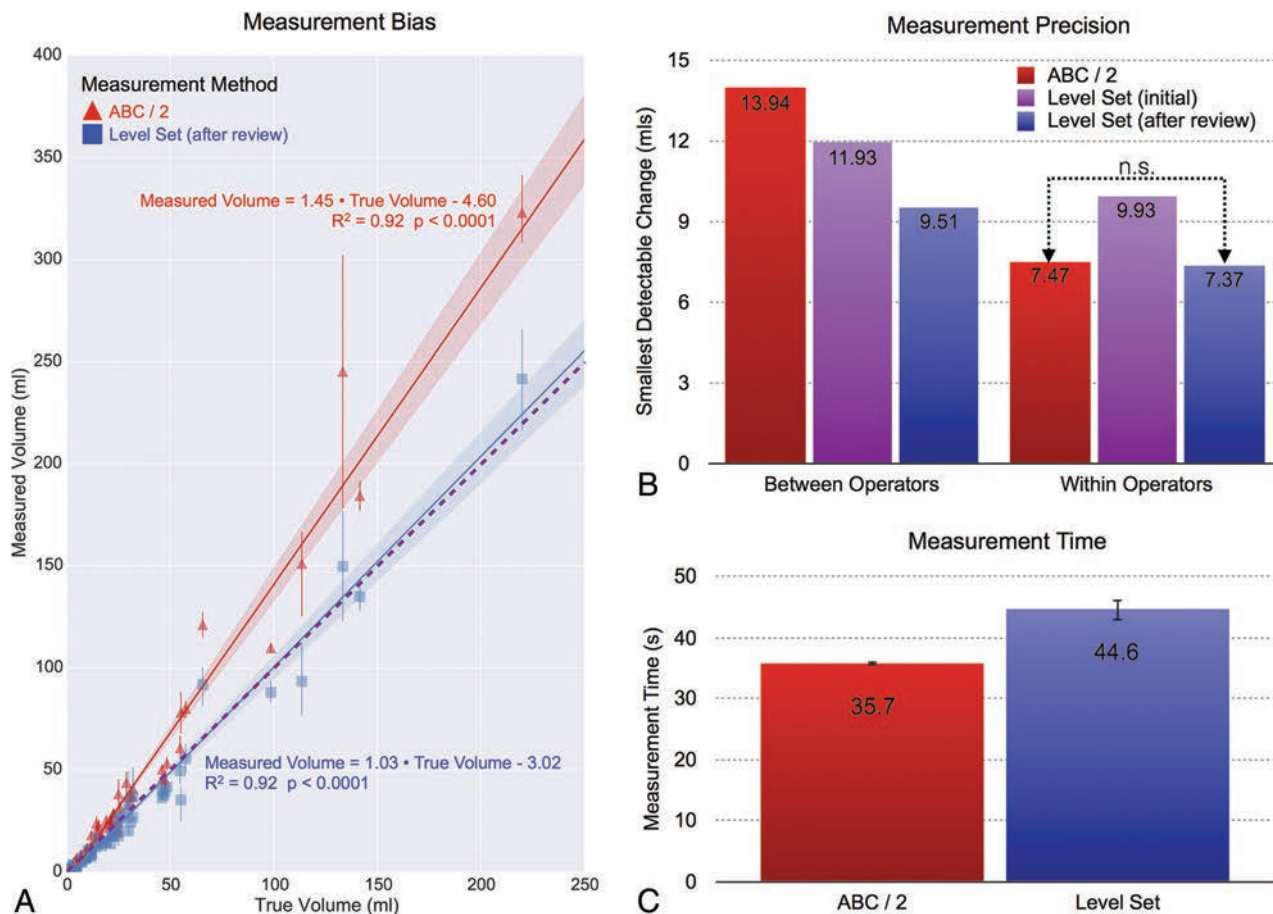 Measurement Bias
400
350
300
250
200
150
100
50
0
Measured Volume (ml)
Measurement Method
ABC / 2
Level Set (after review)
Measured Volume = 1.45 • True Volume - 4.60
R² = 0.92 p < 0.0001
Measured Volume = 1.03 • True Volume - 3.02
R² = 0.92 p < 0.0001
0
50
100
150
200
250
True Volume (ml)
A
Measurement Precision
15
12
9
6
3
0
Smallest Detectable Change (mls)
ABC / 2
Level Set (initial)
Level Set (after review)
13.94
11.93
9.51
n.s.
7.47
9.93
7.37
Between Operators
Within Operators
B
Measurement Time
50
40
30
20
10
0
Measurement Time (s)
35.7
44.6
ABC / 2
Level Set
C